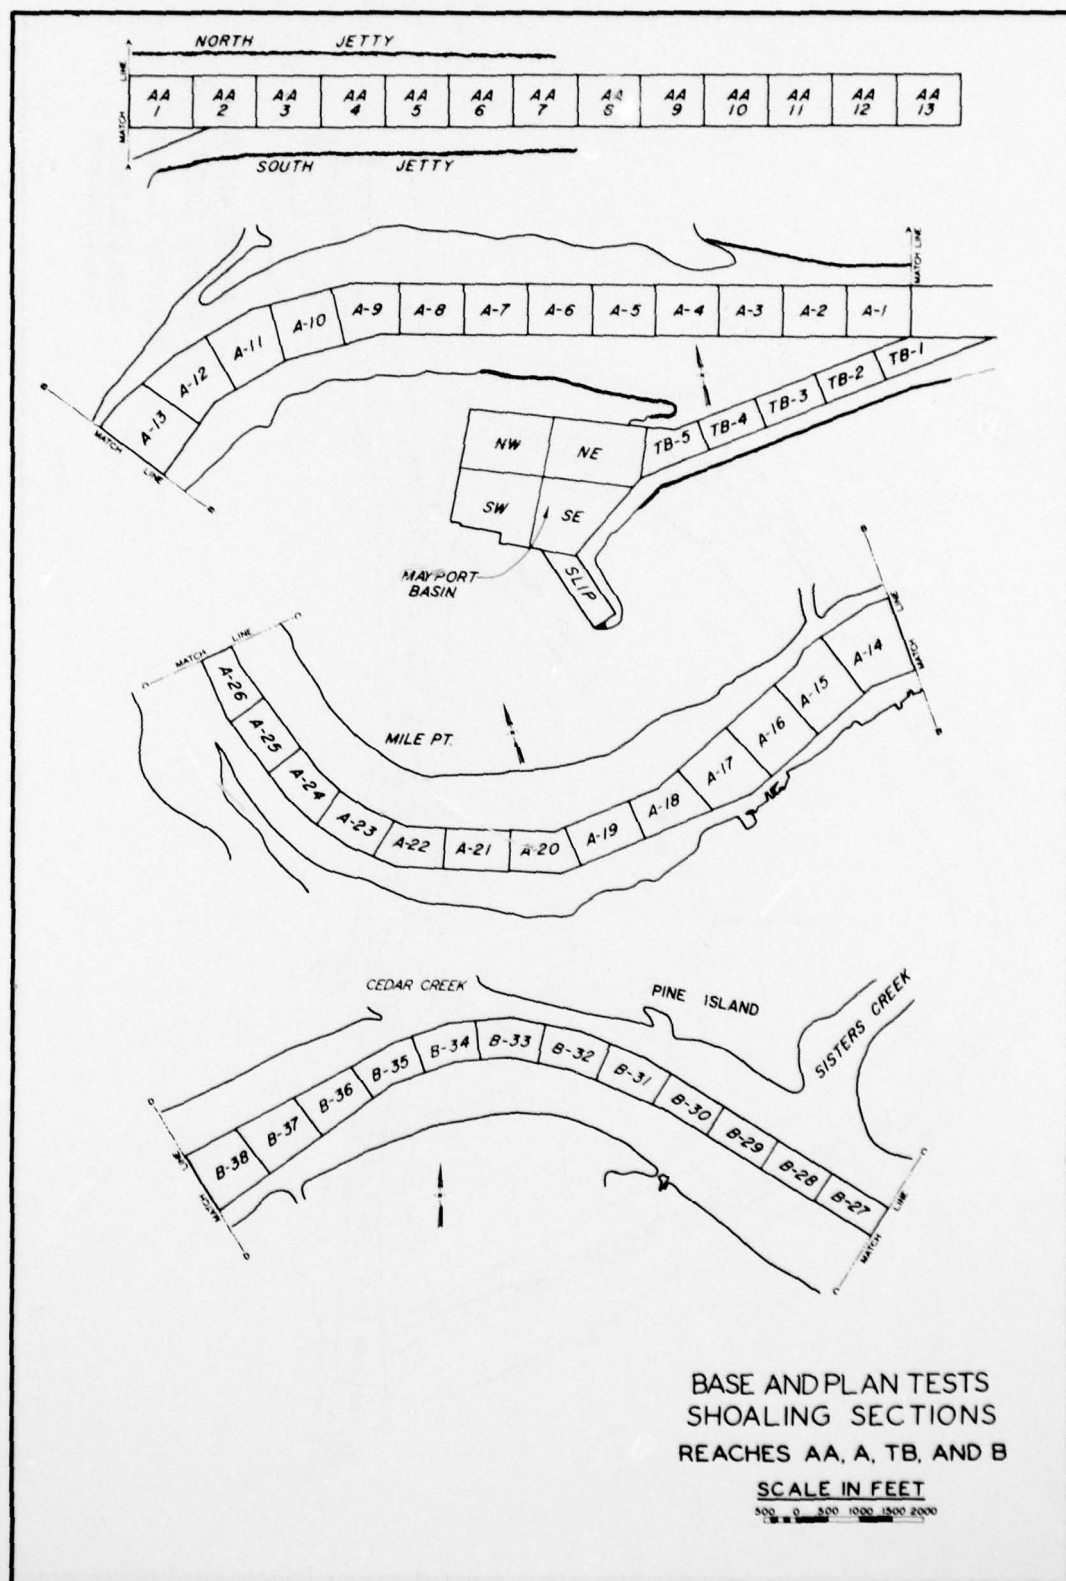 NORTH JETTY
MATCH LINE
AA 1
AA 2
AA 3
AA 4
AA 5
AA 6
AA 7
AA 8
AA 9
AA 10
AA 11
AA 12
AA 13
SOUTH JETTY
MATCH LINE
A-13
A-12
A-11
A-10
A-9
A-8
A-7
A-6
A-5
A-4
A-3
A-2
A-1
TB-1
TB-2
TB-3
TB-4
TB-5
MATCH LINE
NW
NE
SW
SE
SLIP
MAYPORT
BASIN
MATCH LINE
MATCH LINE
A-26
A-25
A-24
A-23
A-22
A-21
A-20
A-19
A-18
A-17
A-16
A-15
A-14
MILE PT.
CEDAR CREEK
PINE ISLAND
SISTERS CREEK
MATCH LINE
B-38
B-37
B-36
B-35
B-34
B-33
B-32
B-31
B-30
B-29
B-28
B-27
MATCH LINE
BASE AND PLAN TESTS
SHOALING SECTIONS
REACHES AA, A, TB, AND B
SCALE IN FEET
500 0 500 1000 1500 2000